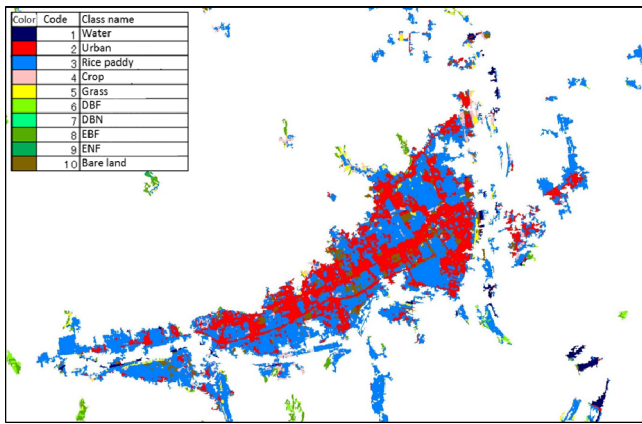 Color Code Class name
1 Water
2 Urban
3 Rice paddy
4 Crop
5 Grass
6 DBF
7 DBN
8 EBF
9 ENF
10 Bare land